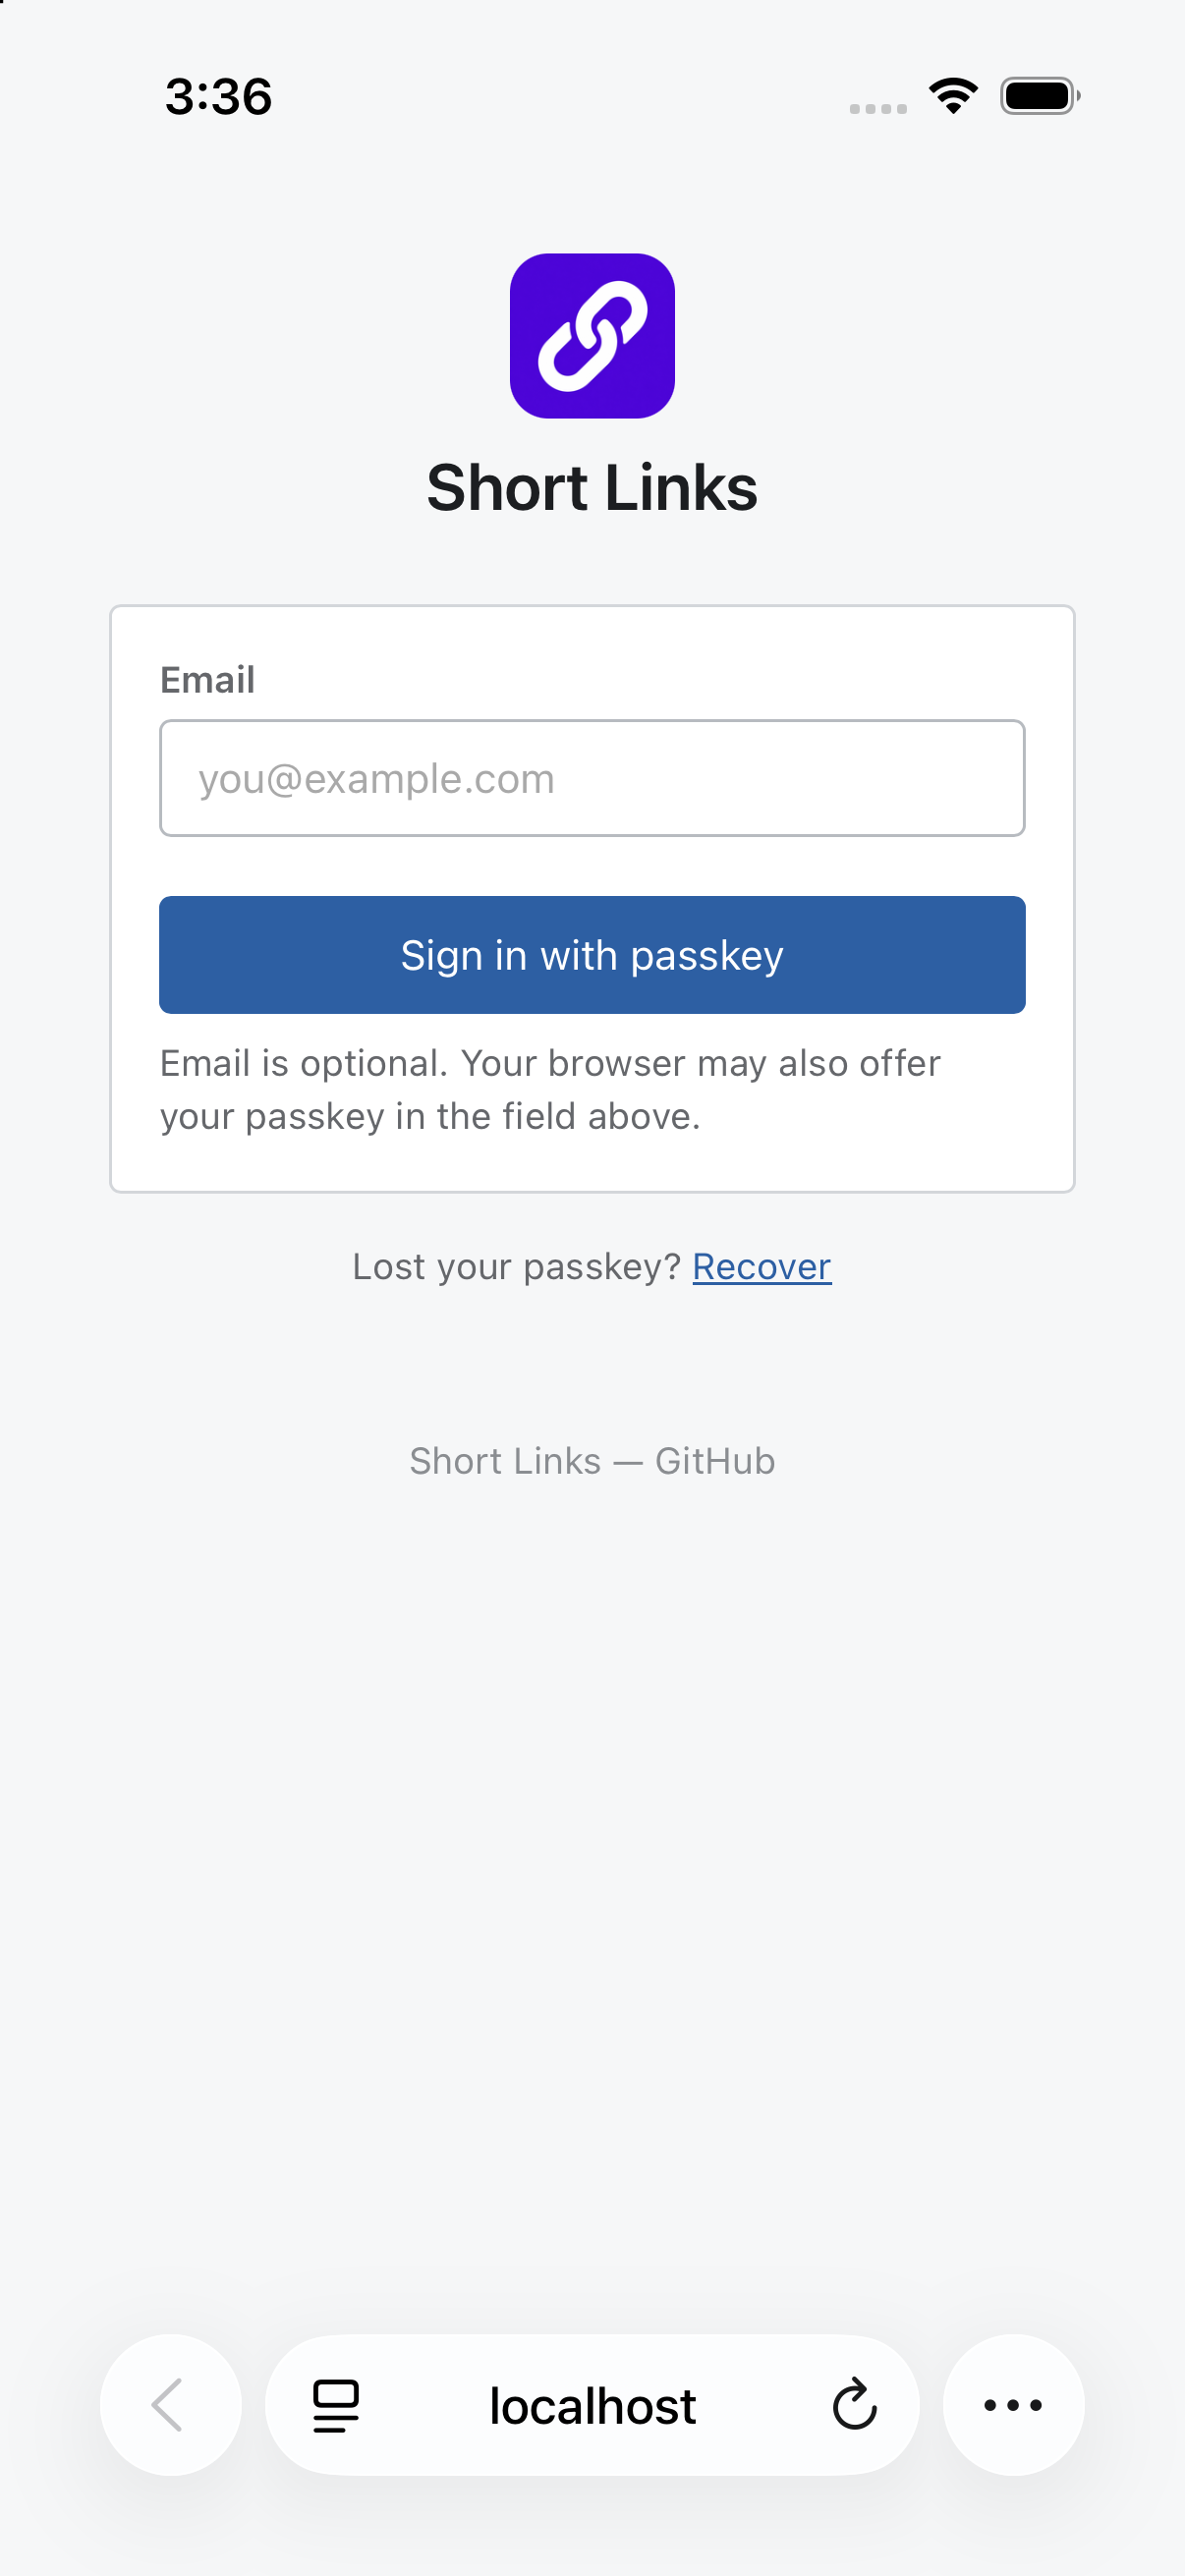 3:36
Short Links
Email
you@example.com
Sign in with passkey
Email is optional. Your browser may also offer
your passkey in the field above.
Lost your passkey? Recover
Short Links — GitHub
localhost